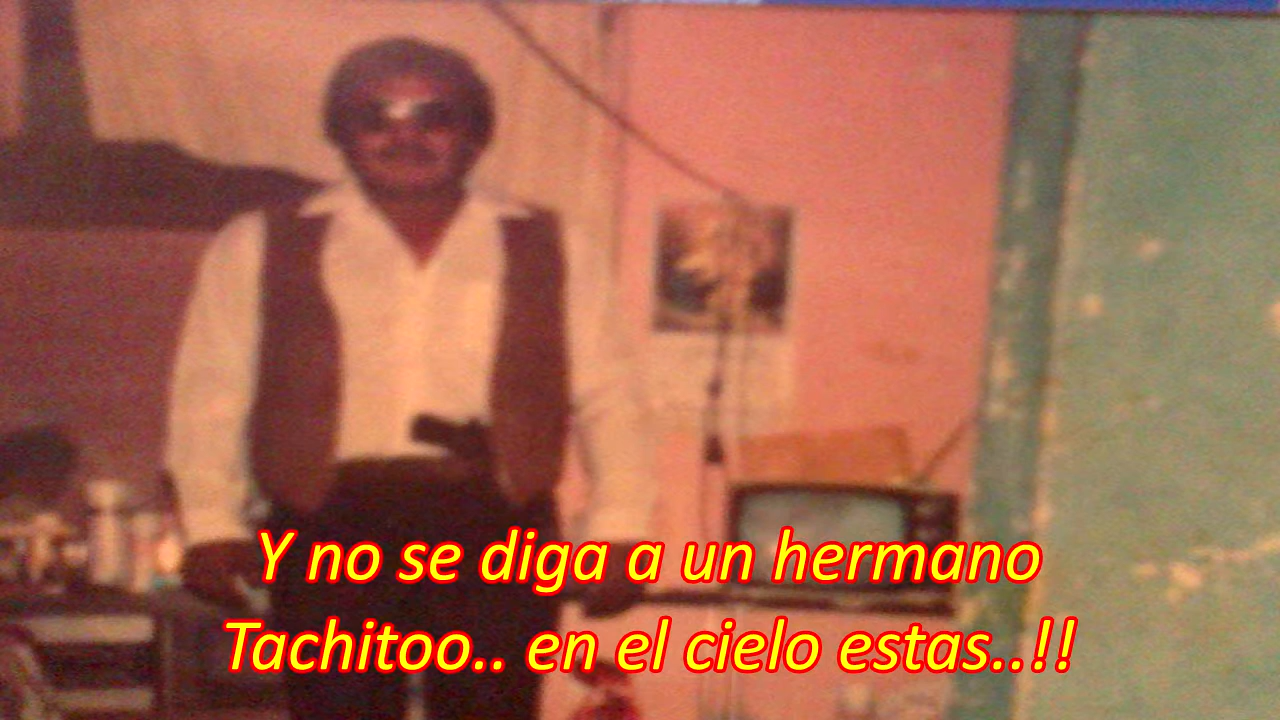 Y no se diga a un hermano
Tachitoo.. en el cielo estas..!!